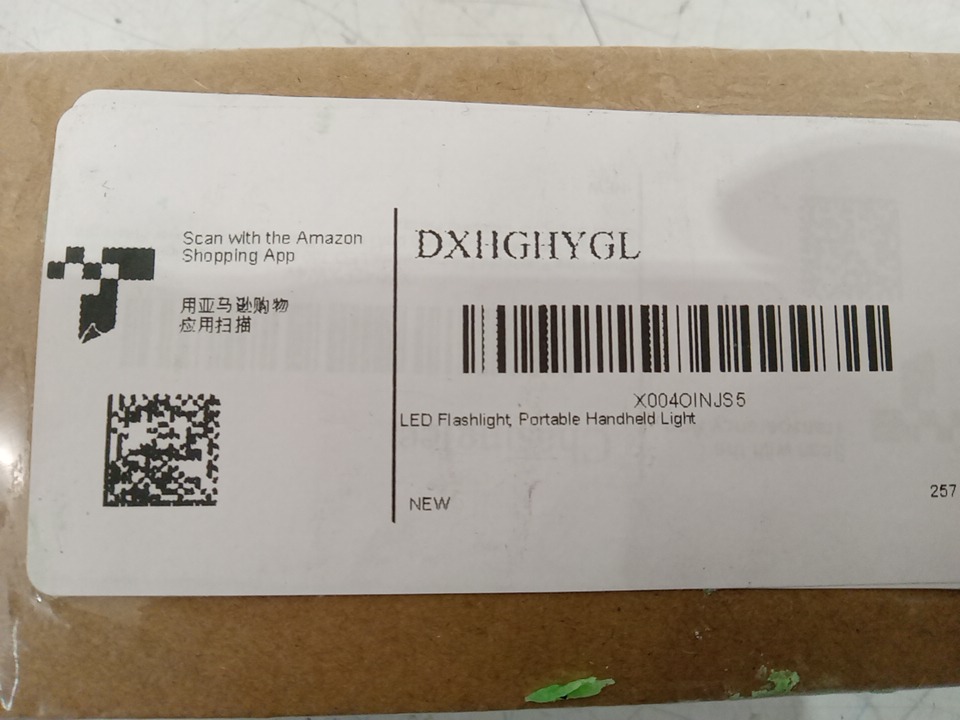 Scan with the Amazon
Shopping App
用亚马逊购物
应用扫描
DXHGHYGL
X004OINJS5
LED Flashlight, Portable Handheld Light
NEW
257